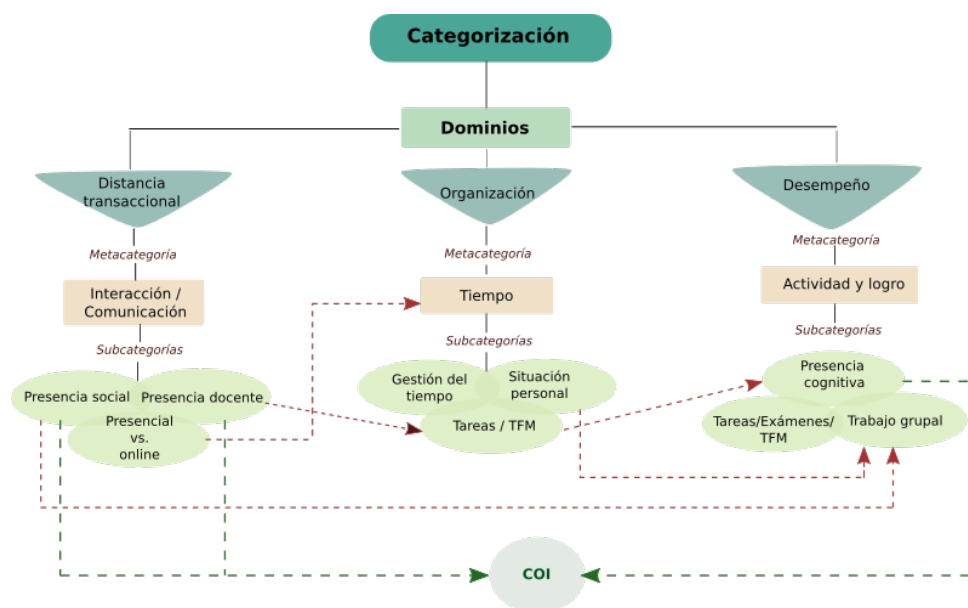 Categorización
Dominios
Distancia
transaccional
Organización
Desempeño
Metacategoría
Metacategoría
Metacategoría
Interacción /
Comunicación
Tiempo
Actividad y logro
Subcategorías
Subcategorías
Subcategorías
Presencia social
Presencia docente
Presencial
vs.
online
Gestión del
tiempo
Situación
personal
Tareas / TFM
Presencia
cognitiva
Tareas/Exámenes/
TFM
Trabajo grupal
COI